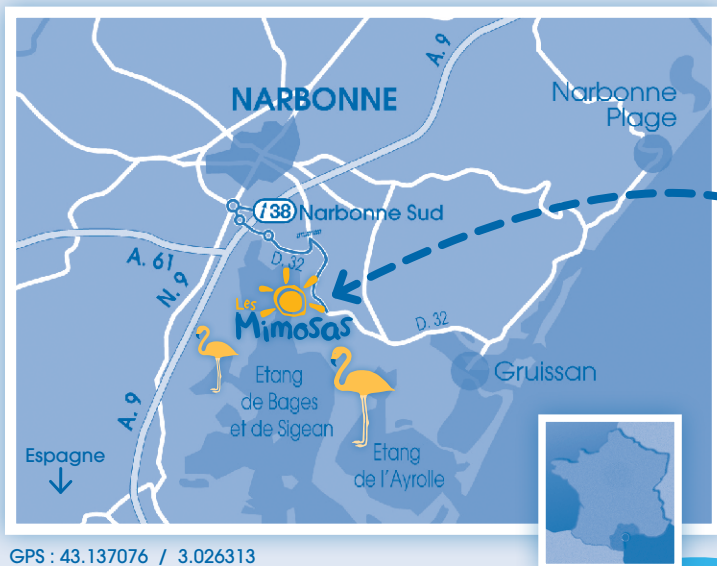 A. 9
NARBONNE
Narbonne
Plage
i 38 Narbonne Sud
A. 61
N. 9
D. 32
Les
Mimosas
D. 32
Gruissan
Etang
de Bages
et de Sigean
A. 9
Etang
de l'Ayrolle
Espagne
GPS : 43.137076 / 3.026313